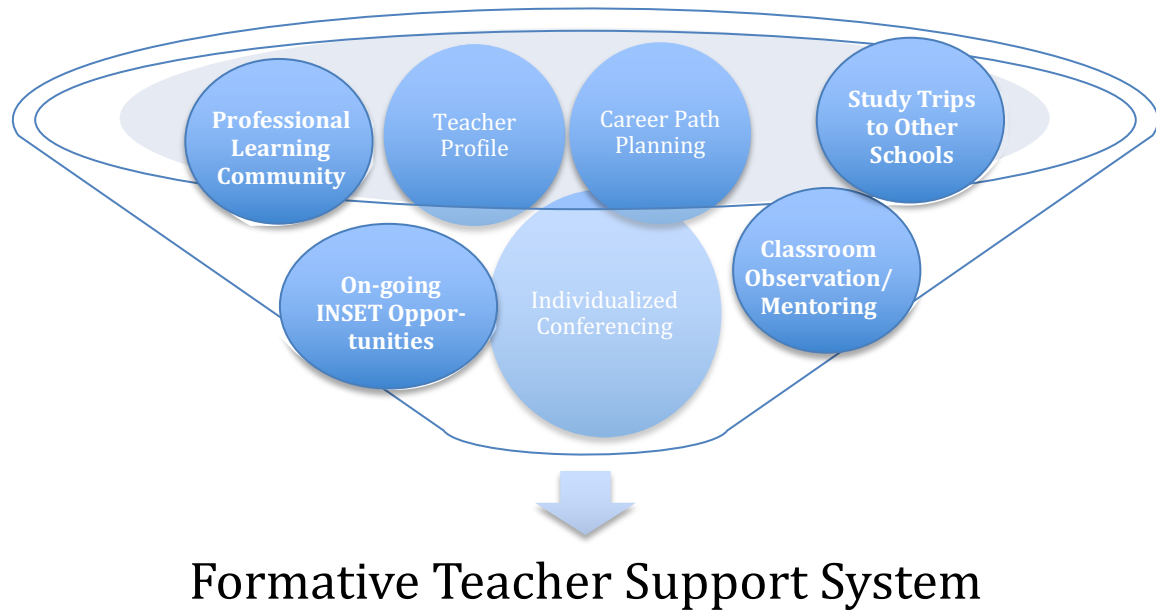 Professional
Learning
Community
Teacher
Profile
Career Path
Planning
Study Trips
to Other
Schools
On-going
INSET Oppor-
tunities
Individualized
Conferencing
Classroom
Observation/
Mentoring
Formative Teacher Support System